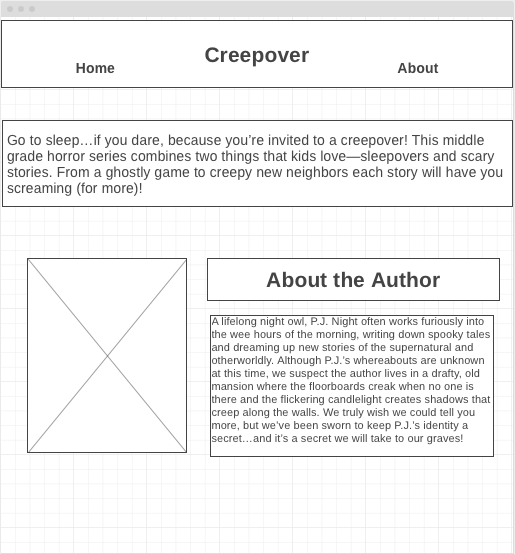 Creepover
Home
About
Go to sleep…if you dare, because you’re invited to a creepover! This middle
grade horror series combines two things that kids love—sleepovers and scary
stories. From a ghostly game to creepy new neighbors each story will have you
screaming (for more)!
About the Author
A lifelong night owl, P.J. Night often works furiously into
the wee hours of the morning, writing down spooky tales
and dreaming up new stories of the supernatural and
otherworldly. Although P.J.’s whereabouts are unknown
at this time, we suspect the author lives in a drafty, old
mansion where the floorboards creak when no one is
there and the flickering candlelight creates shadows that
creep along the walls. We truly wish we could tell you
more, but we’ve been sworn to keep P.J.’s identity a
secret…and it’s a secret we will take to our graves!